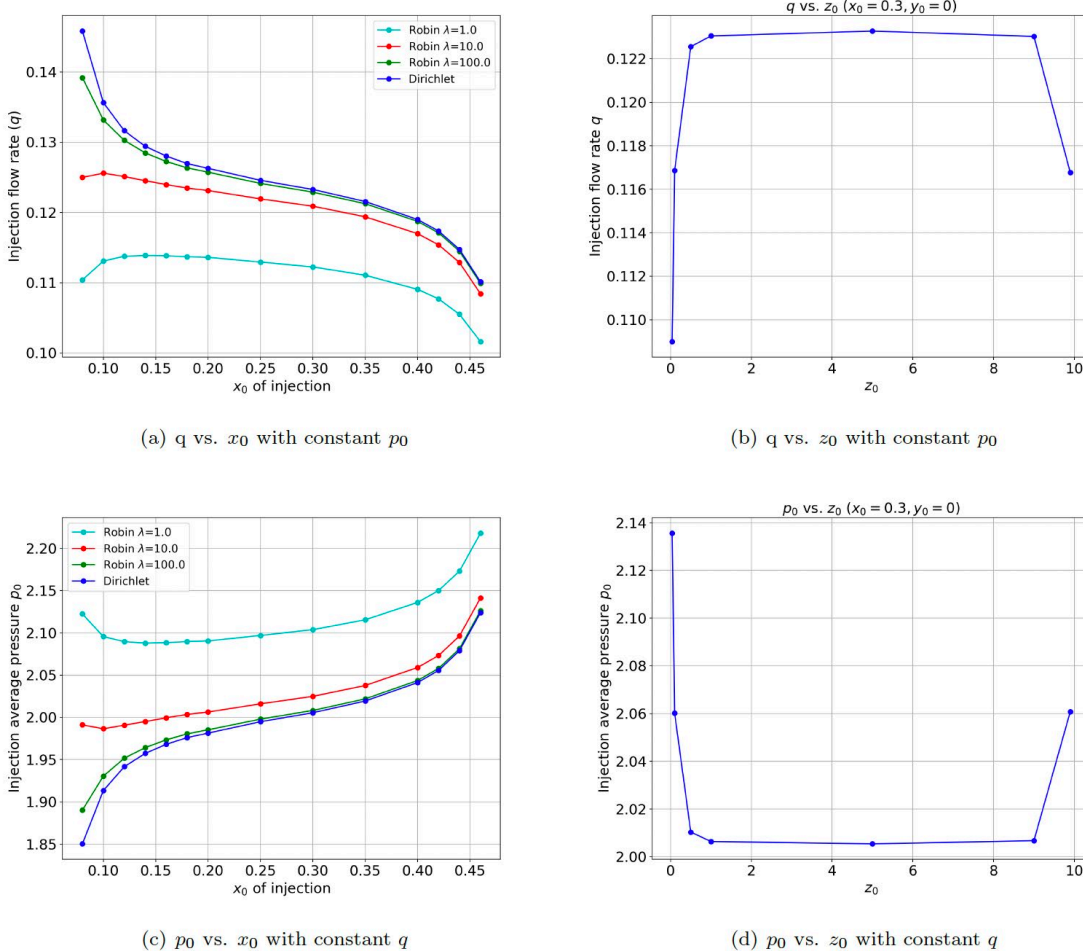 Robin λ=1.0
Robin λ=10.0
Robin λ=100.0
Dirichlet
0.14
0.13
0.12
0.11
0.10
Injection flow rate (q)
0.10 0.15 0.20 0.25 0.30 0.35 0.40 0.45
x₀ of injection
(a) q vs. x₀ with constant p₀
q vs. z₀ (x₀ = 0.3, y₀ = 0)
0.122
0.120
0.118
0.116
0.114
0.112
0.110
Injection flow rate q
0 2 4 6 8 10
z₀
(b) q vs. z₀ with constant p₀
Robin λ=1.0
Robin λ=10.0
Robin λ=100.0
Dirichlet
2.20
2.15
2.10
2.05
2.00
1.95
1.90
1.85
Injection average pressure p₀
0.10 0.15 0.20 0.25 0.30 0.35 0.40 0.45
x₀ of injection
(c) p₀ vs. x₀ with constant q
p₀ vs. z₀ (x₀ = 0.3, y₀ = 0)
2.14
2.12
2.10
2.08
2.06
2.04
2.02
2.00
Injection average pressure p₀
0 2 4 6 8 10
z₀
(d) p₀ vs. z₀ with constant q